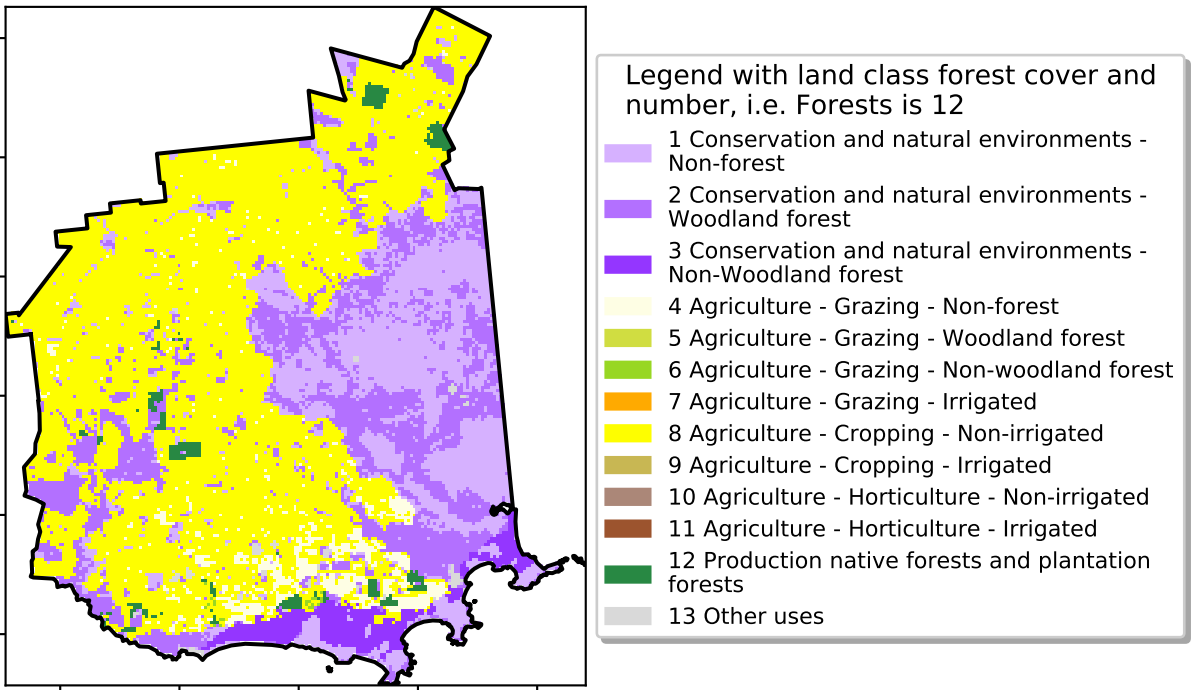 Legend with land class forest cover and
number, i.e. Forests is 12
1 Conservation and natural environments -
Non-forest
2 Conservation and natural environments -
Woodland forest
3 Conservation and natural environments -
Non-Woodland forest
4 Agriculture - Grazing - Non-forest
5 Agriculture - Grazing - Woodland forest
6 Agriculture - Grazing - Non-woodland forest
7 Agriculture - Grazing - Irrigated
8 Agriculture - Cropping - Non-irrigated
9 Agriculture - Cropping - Irrigated
10 Agriculture - Horticulture - Non-irrigated
11 Agriculture - Horticulture - Irrigated
12 Production native forests and plantation
forests
13 Other uses